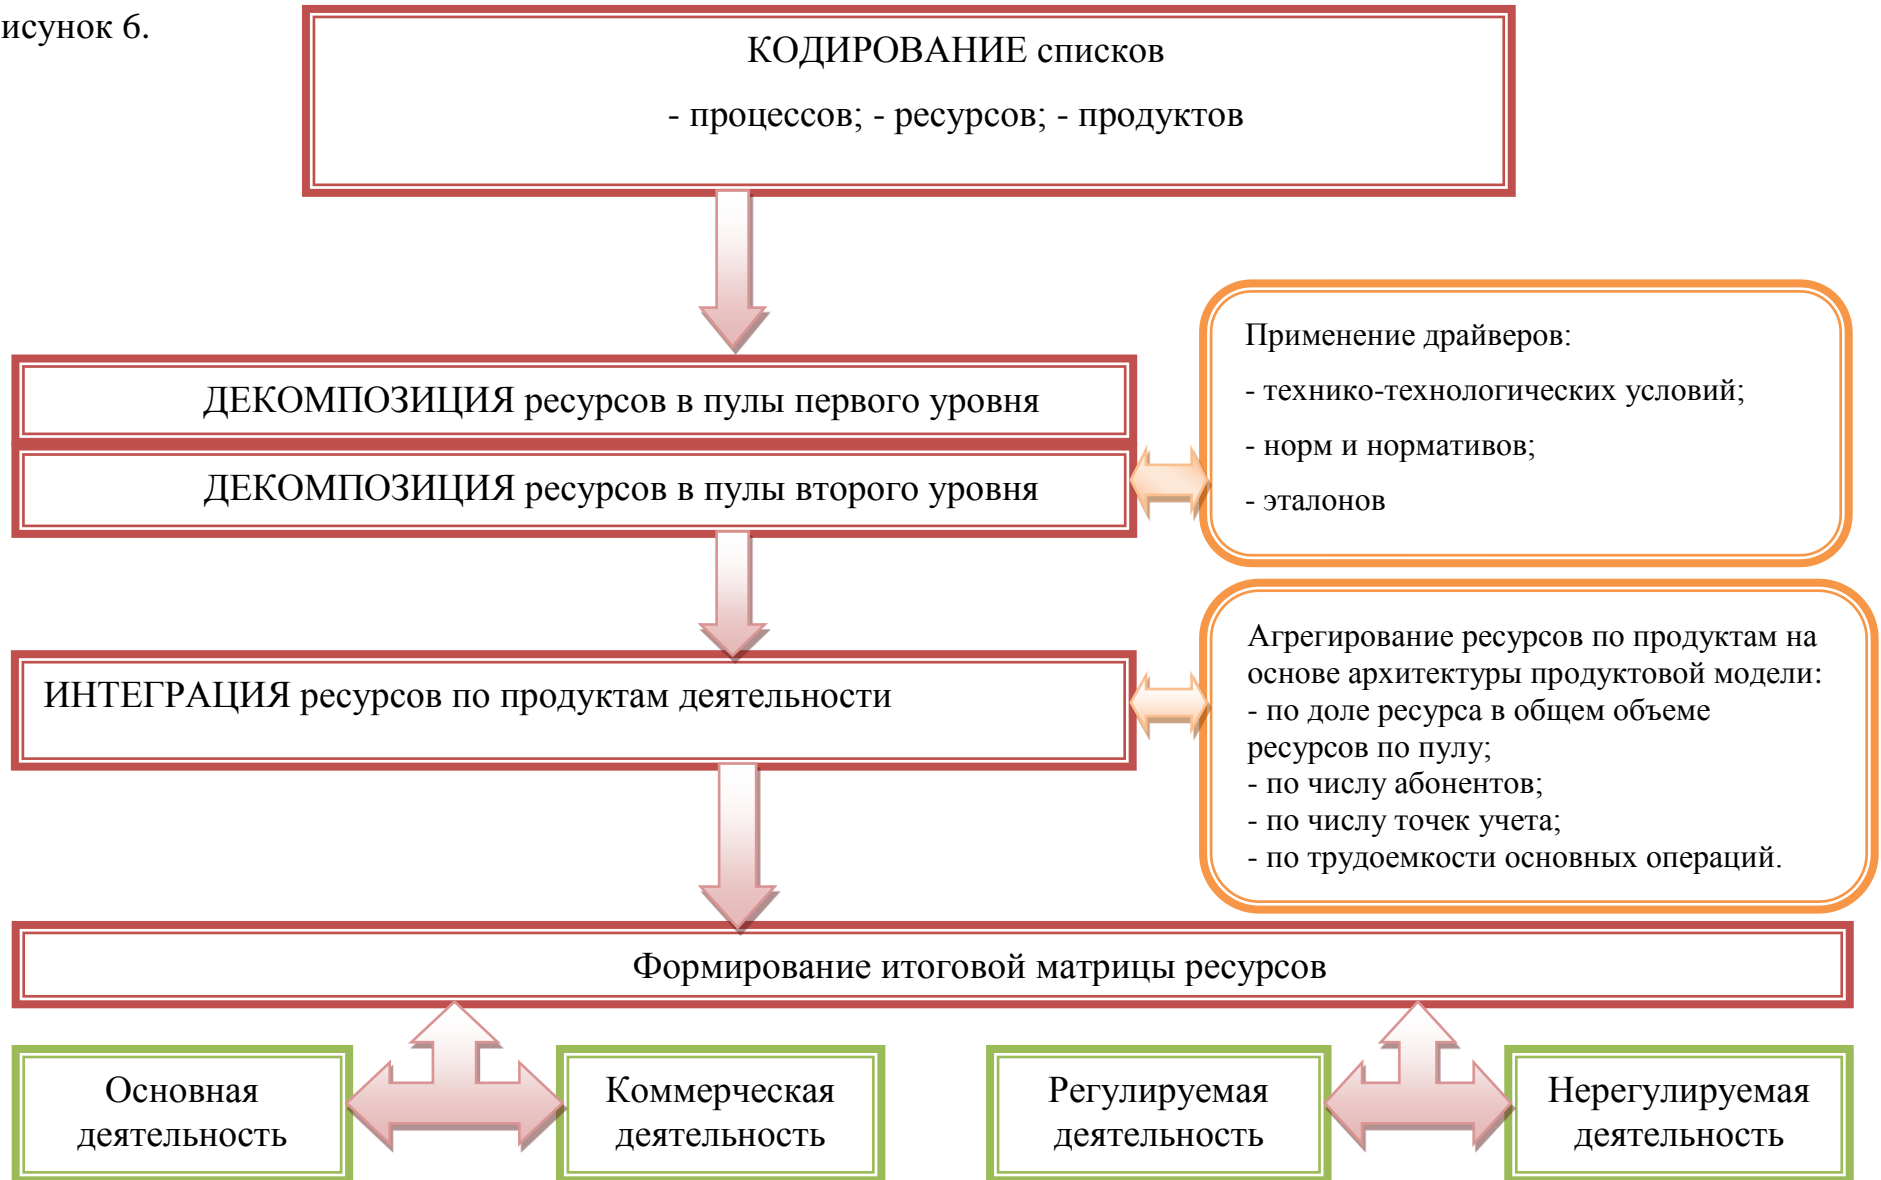 исунок 6.
КОДИРОВАНИЕ списков
- процессов; - ресурсов; - продуктов
ДЕКОМПОЗИЦИЯ ресурсов в пулы первого уровня
ДЕКОМПОЗИЦИЯ ресурсов в пулы второго уровня
Применение драйверов:
- технико-технологических условий;
- норм и нормативов;
- эталонов
ИНТЕГРАЦИЯ ресурсов по продуктам деятельности
Агрегирование ресурсов по продуктам на
основе архитектуры продуктовой модели:
- по доле ресурса в общем объеме
ресурсов по пулу;
- по числу абонентов;
- по числу точек учета;
- по трудоемкости основных операций.
Формирование итоговой матрицы ресурсов
Основная
деятельность
Коммерческая
деятельность
Регулируемая
деятельность
Нерегулируемая
деятельность